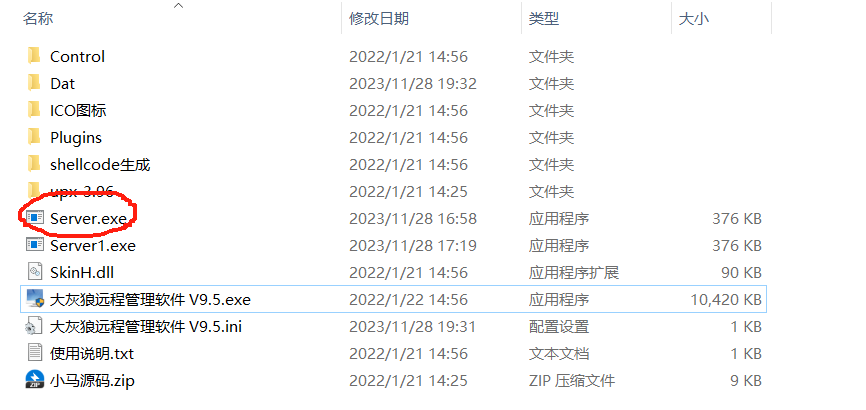 名称 修改日期 类型 大小
Control 2022/1/21 14:56 文件夹
Dat 2023/11/28 19:32 文件夹
ICO图标 2022/1/21 14:56 文件夹
Plugins 2022/1/21 14:56 文件夹
shellcode生成 2022/1/21 14:56 文件夹
upx-3.96 2022/1/21 14:25 文件夹
Server.exe 2023/11/28 16:58 应用程序 376 KB
Server1.exe 2023/11/28 17:19 应用程序 376 KB
SkinH.dll 2022/1/21 14:56 应用程序扩展 90 KB
大灰狼远程管理软件 V9.5.exe 2022/1/22 14:56 应用程序 10,420 KB
大灰狼远程管理软件 V9.5.ini 2023/11/28 19:31 配置设置 1 KB
使用说明.txt 2022/1/21 14:56 文本文档 1 KB
小马源码.zip 2022/1/21 14:25 ZIP 压缩文件 9 KB